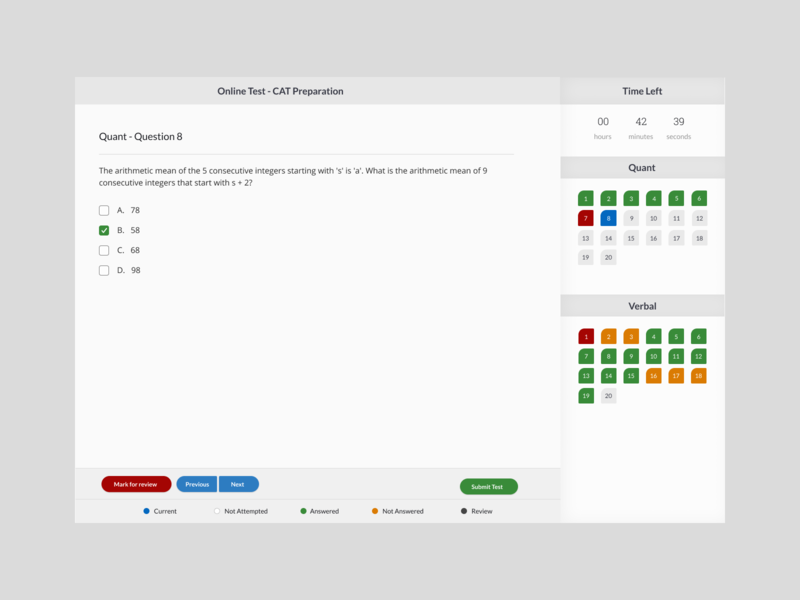 Online Test - CAT Preparation
Quant - Question 8
The arithmetic mean of the 5 consecutive integers starting with 's' is 'a'. What is the arithmetic mean of 9
consecutive integers that start with s + 2?
A. 78
B. 58
C. 68
D. 98
Mark for review
Previous
Next
Submit Test
Current
Not Attempted
Answered
Not Answered
Review
Time Left
00 42 39
hours minutes seconds
Quant
1 2 3 4 5 6
7 8 9 10 11 12
13 14 15 16 17 18
19 20
Verbal
1 2 3 4 5 6
7 8 9 10 11 12
13 14 15 16 17 18
19 20